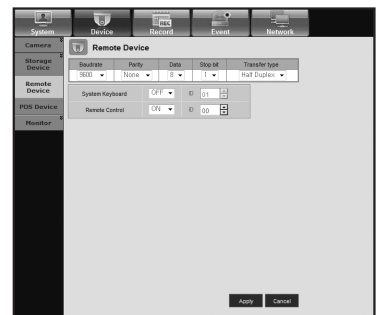 System Device Record Event Network
REC
Camera
Storage Device
Remote Device
POS Device
Monitor
Remote Device
Baudrate Parity Data Stop bit Transfer type
9600 None 8 1 Half Duplex
System Keyboard OFF ID 01
Remote Control ON ID 00
Apply Cancel